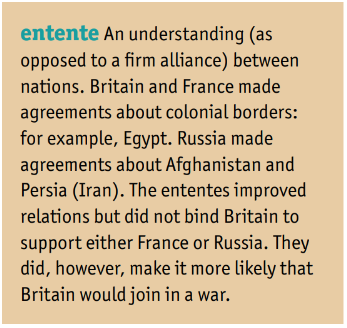 entente An understanding (as
opposed to a firm alliance) between
nations. Britain and France made
agreements about colonial borders:
for example, Egypt. Russia made
agreements about Afghanistan and
Persia (Iran). The ententes improved
relations but did not bind Britain to
support either France or Russia. They
did, however, make it more likely that
Britain would join in a war.